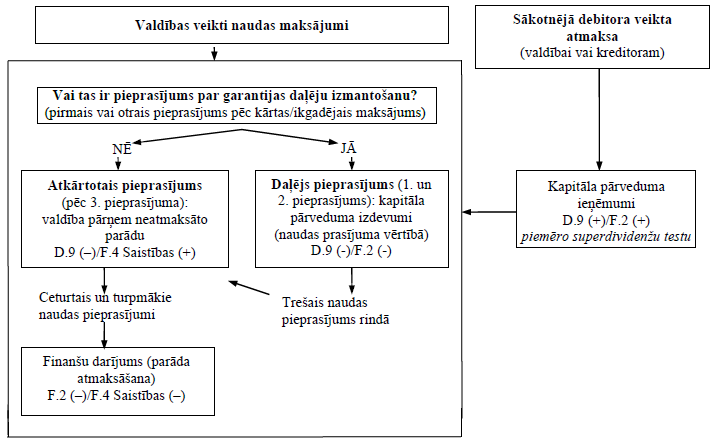 Valdības veikti naudas maksājumi
Sākotnējā debitora veikta
atmaksa
(valdībai vai kreditoram)
Vai tas ir pieprasījums par garantijas daļēju izmantošanu?
(pirmais vai otrais pieprasījums pēc kārtas/ikgadējais maksājums)
NĒ
JĀ
Atkārtotais pieprasījums
(pēc 3. pieprasījuma):
valdība pārņem neatmaksāto
parādu
D.9 (–)/F.4 Saistības (+)
Daļējs pieprasījums (1. un
2. pieprasījums): kapitāla
pārveduma izdevumi
(naudas prasījuma vērtībā)
D.9 (-)/F.2 (-)
Kapitāla pārveduma
ieņēmumi
D.9 (+)/F.2 (+)
piemēro superdividenžu testu
Ceturtais un turpmākie
naudas pieprasījumi
Trešais naudas
pieprasījums rindā
Finanšu darījums (parāda
atmaksāšana)
F.2 (–)/F.4 Saistības (–)